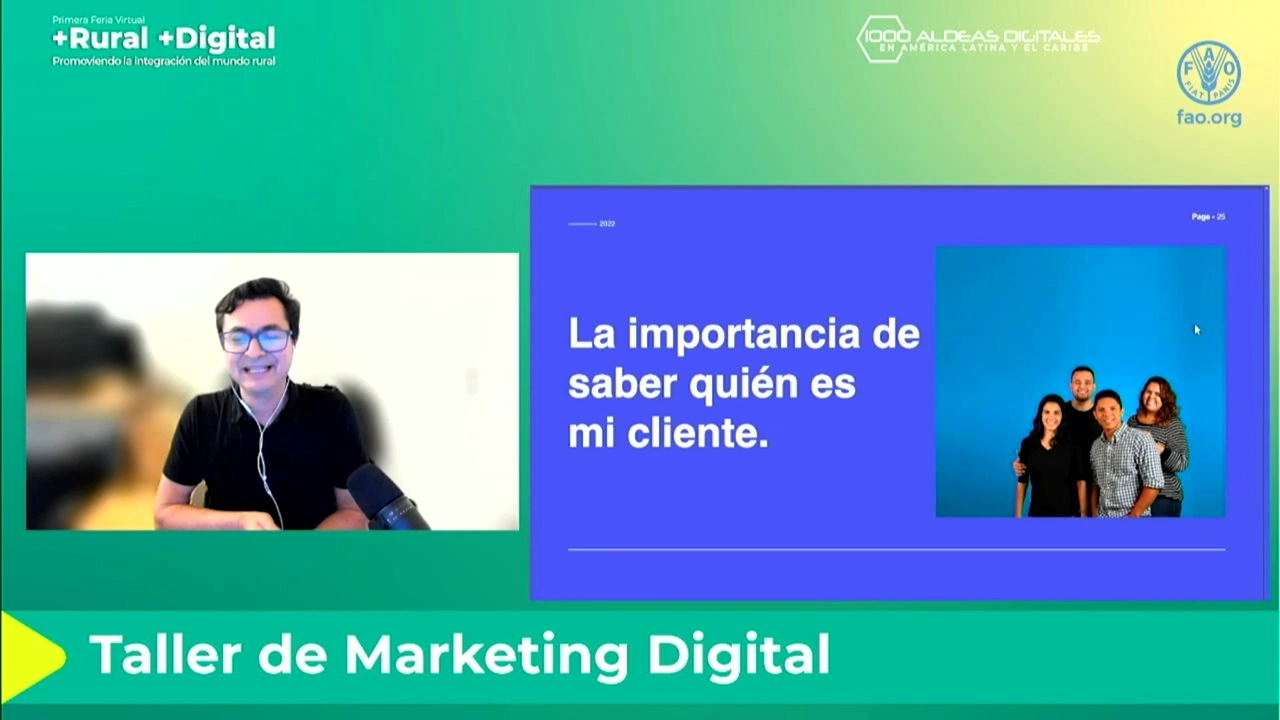 Primera Feria Virtual
+Rural +Digital
Promoviendo la integración del mundo rural
1000 ALDEAS DIGITALES
EN AMÉRICA LATINA Y EL CARIBE
F A O
FIAT PANIS
fao.org
2022
Page - 25
La importancia de
saber quién es
mi cliente.
Taller de Marketing Digital